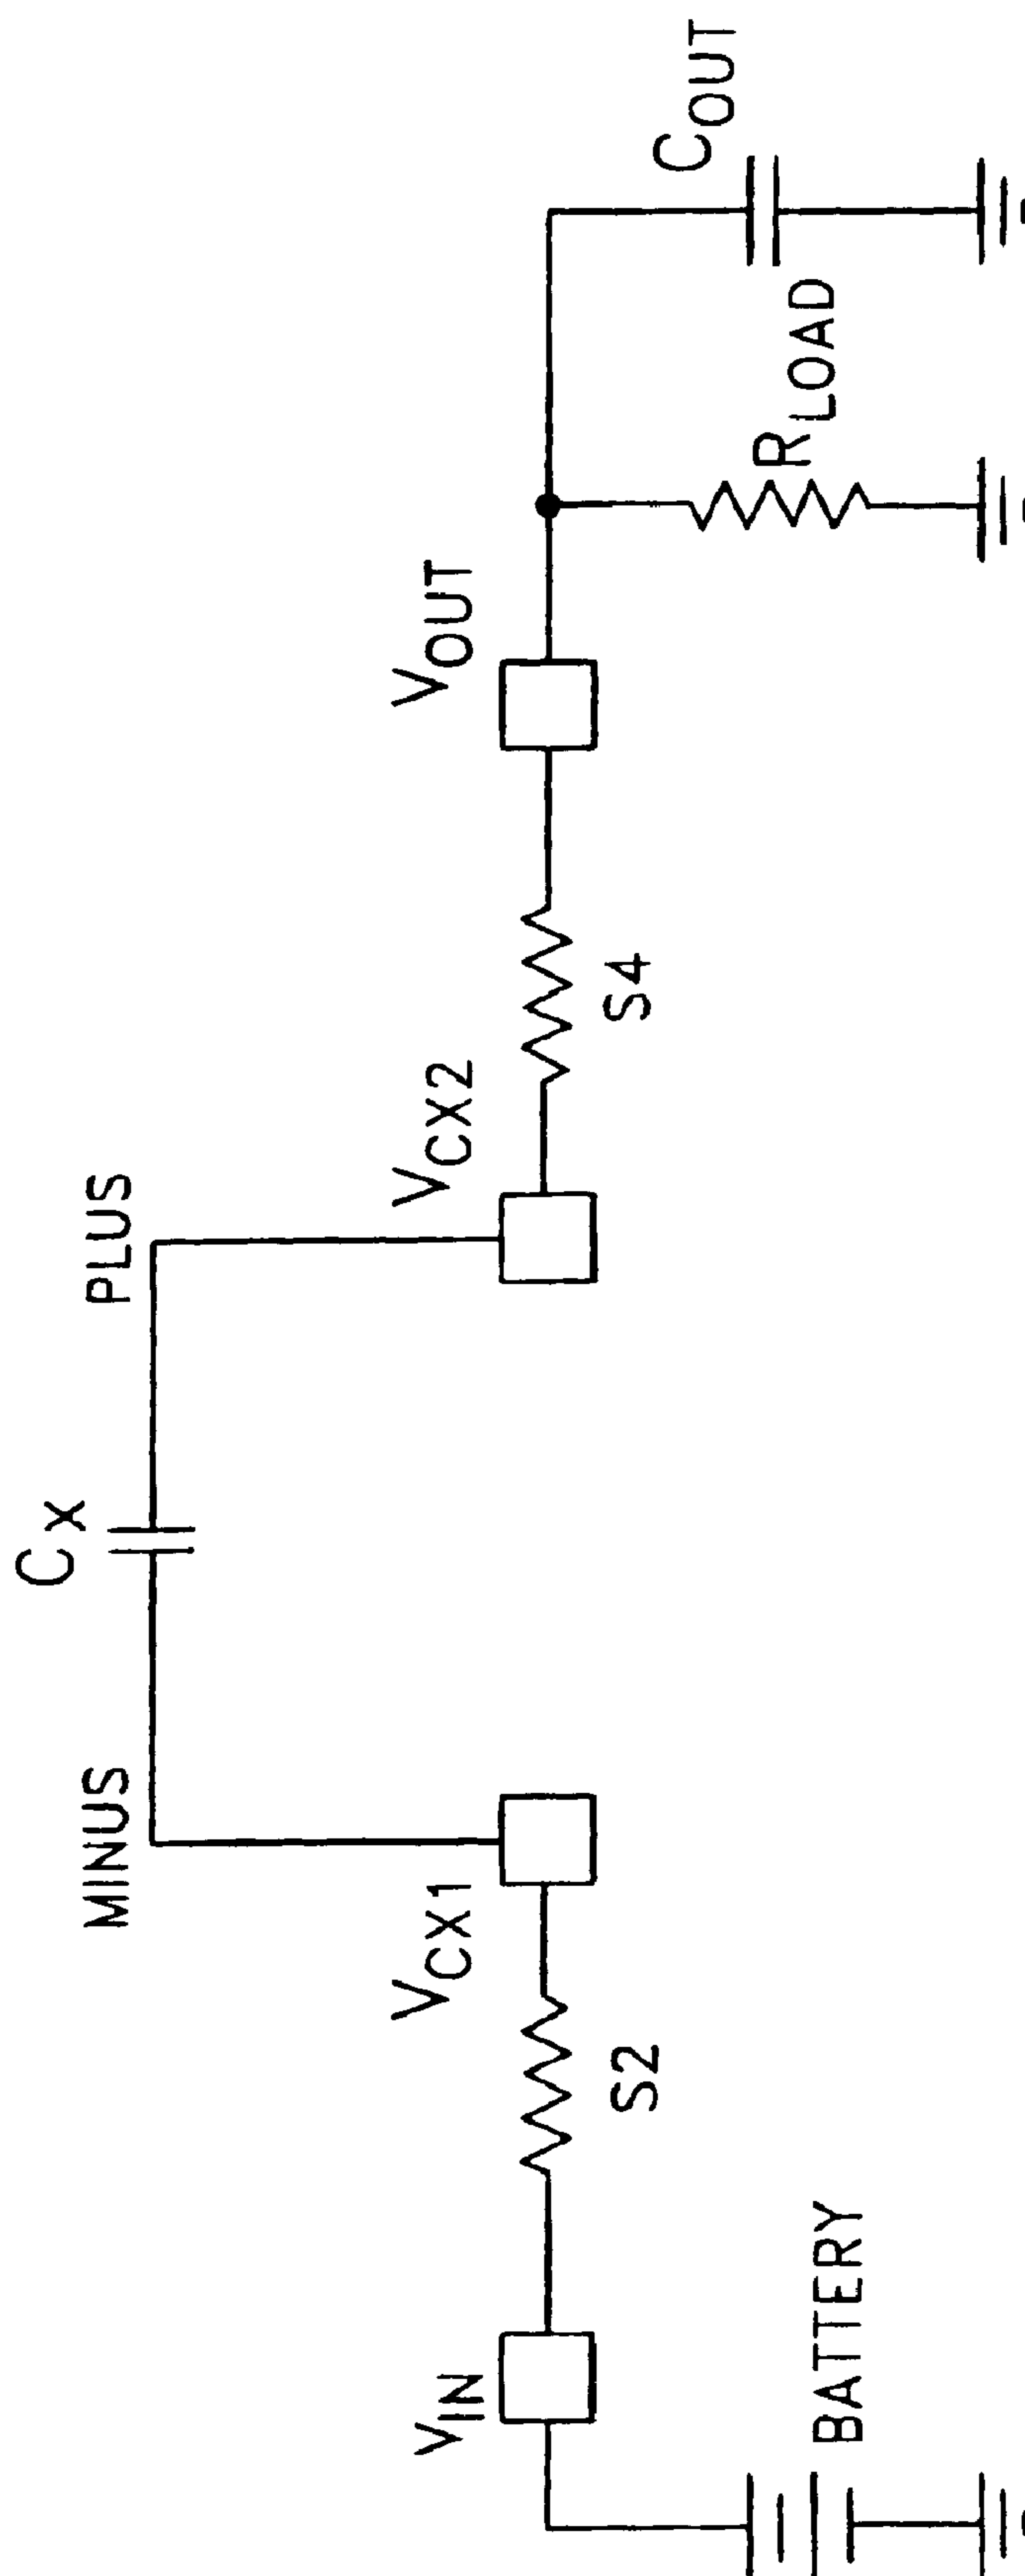 C_X
MINUS
PLUS
V_IN
V_CX1
V_CX2
V_OUT
S2
S4
BATTERY
R_LOAD
C_OUT